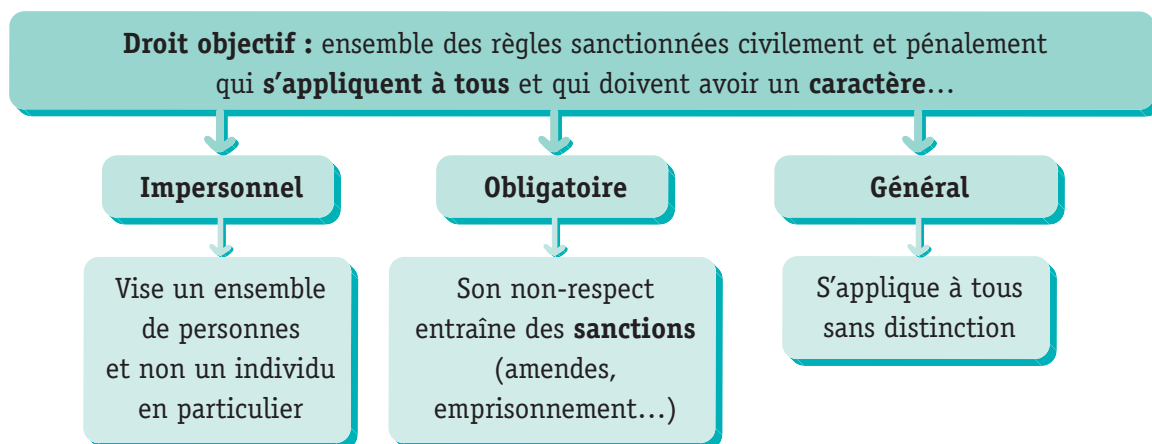 Droit objectif : ensemble des règles sanctionnées civilement et pénalement
qui s'appliquent à tous et qui doivent avoir un caractère…
Impersonnel
Obligatoire
Général
Vise un ensemble
de personnes
et non un individu
en particulier
Son non-respect
entraîne des sanctions
(amendes,
emprisonnement…)
S'applique à tous
sans distinction